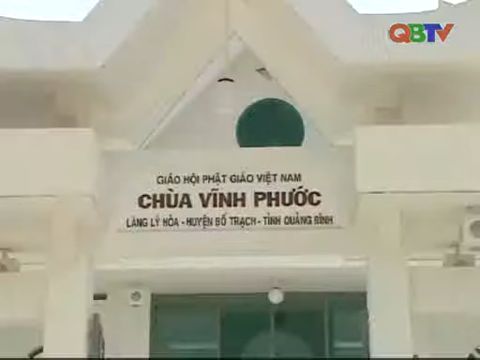 QBTV
GIÁO HỘI PHẬT GIÁO VIỆT NAM
CHÙA VĨNH PHƯỚC
LÀNG LÝ HÒA - HUYỆN BỐ TRẠCH - TỈNH QUẢNG BÌNH